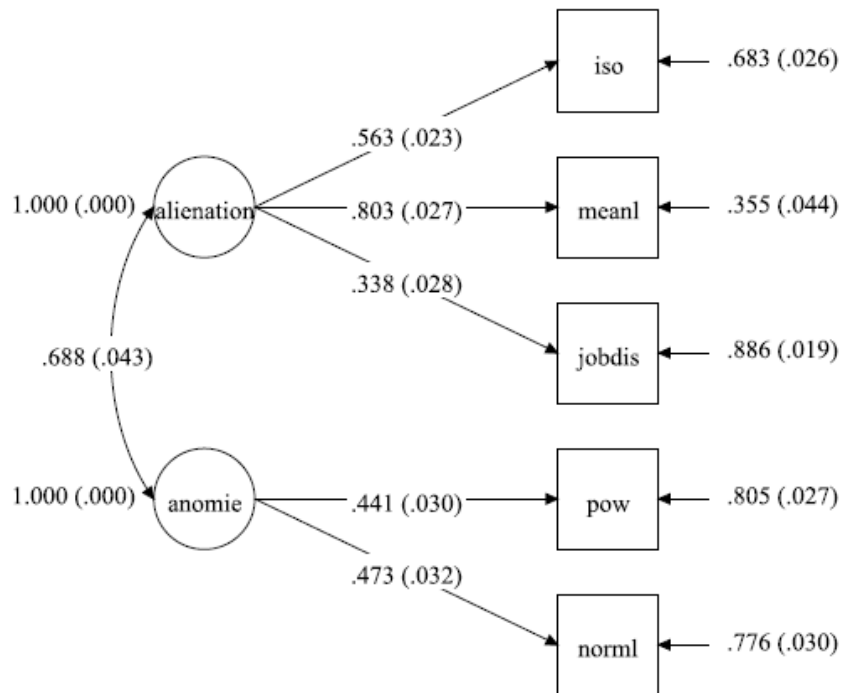 iso
.683 (.026)
.563 (.023)
1.000 (.000)
alienation
.803 (.027)
meanl
.355 (.044)
.338 (.028)
jobdis
.886 (.019)
.688 (.043)
1.000 (.000)
anomie
.441 (.030)
pow
.805 (.027)
.473 (.032)
norml
.776 (.030)